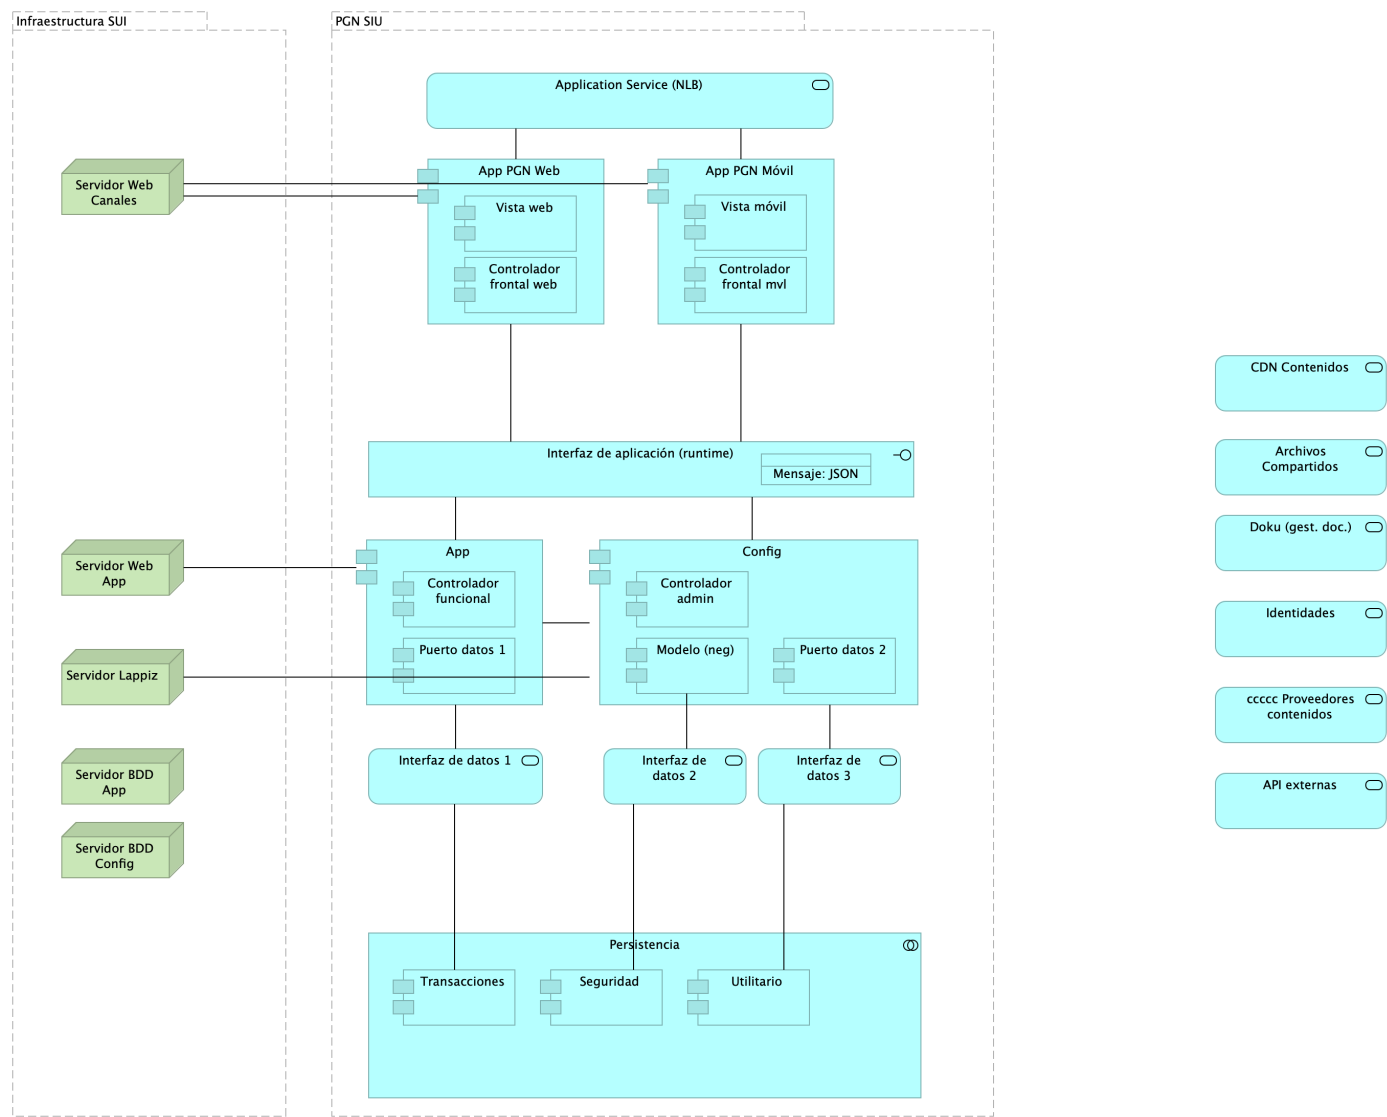 Infraestructura SUI
PGN SIU
Application Service (NLB)
Servidor Web
Canales
App PGN Web
Vista web
Controlador
frontal web
App PGN Móvil
Vista móvil
Controlador
frontal mvl
Interfaz de aplicación (runtime)
Mensaje: JSON
Servidor Web
App
App
Controlador
funcional
Puerto datos 1
Config
Controlador
admin
Modelo (neg)
Puerto datos 2
Servidor Lappiz
Servidor BDD
App
Servidor BDD
Config
Interfaz de datos 1
Interfaz de
datos 2
Interfaz de
datos 3
Persistencia
Transacciones
Seguridad
Utilitario
CDN Contenidos
Archivos
Compartidos
Doku (gest. doc.)
Identidades
ccccc Proveedores
contenidos
API externas